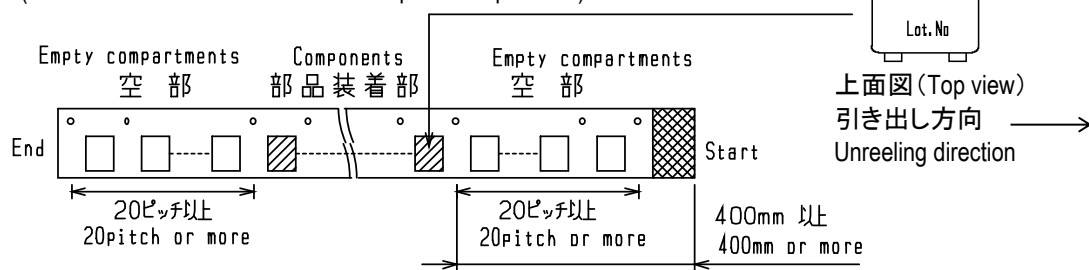 Lot.No
Empty compartments
空 部
Components
部品装着部
Empty compartments
空 部
上面図(Top view)
引き出し方向
Unreeling direction
End
Start
20ピッチ以上
20pitch or more
20ピッチ以上
20pitch or more
400mm 以上
400mm or more